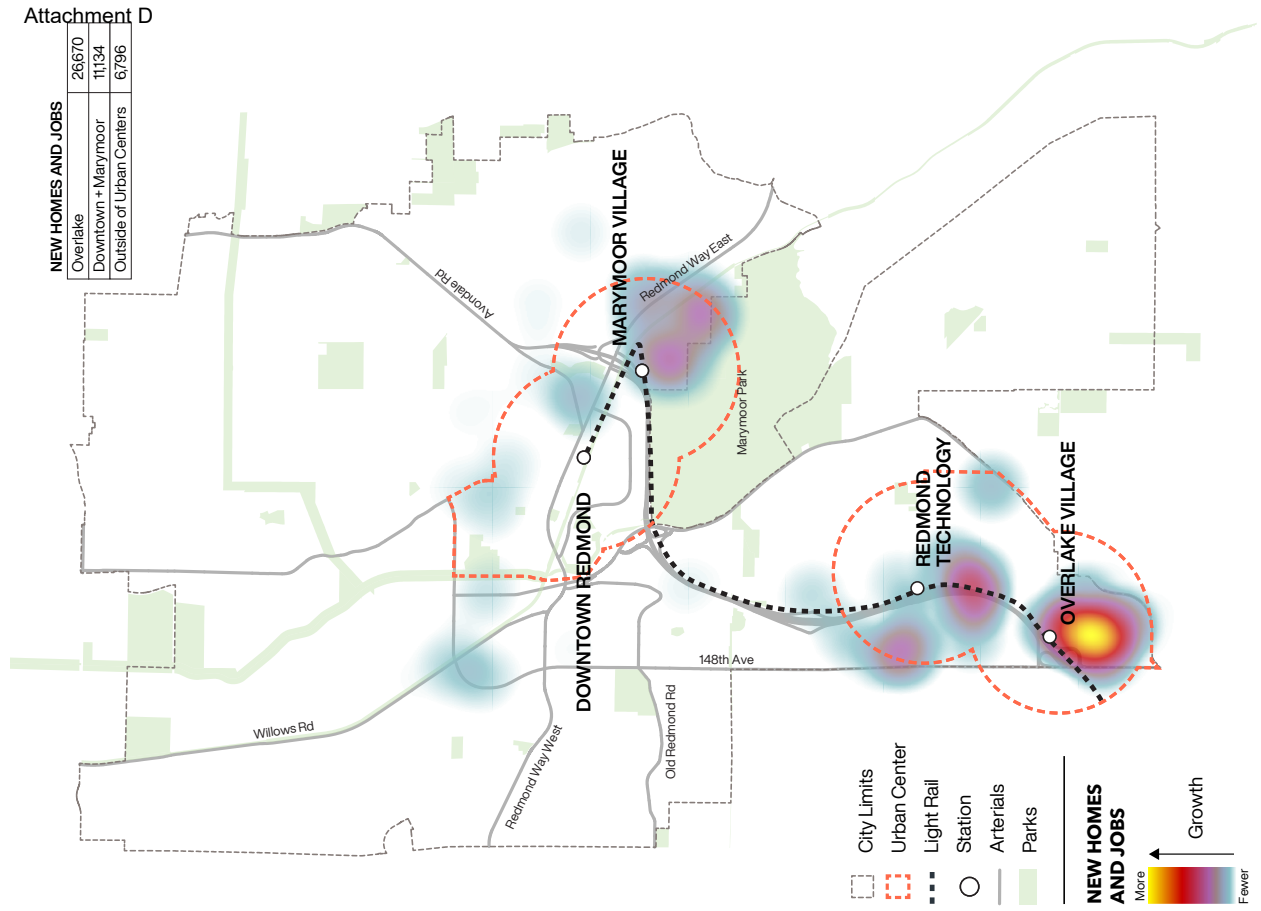 Attachment D
NEW HOMES AND JOBS
Overlake 26,670
Downtown + Marymoor 11,134
Outside of Urban Centers 6,796
Avondale Rd
MARYMOOR VILLAGE
Redmond Way East
Marymoor Park
DOWNTOWN REDMOND
REDMOND
TECHNOLOGY
OVERLAKE VILLAGE
148th Ave
Willows Rd
Redmond Way West
Old Redmond Rd
City Limits
Urban Center
Light Rail
Station
Arterials
Parks
NEW HOMES
AND JOBS
More
Growth
Fewer